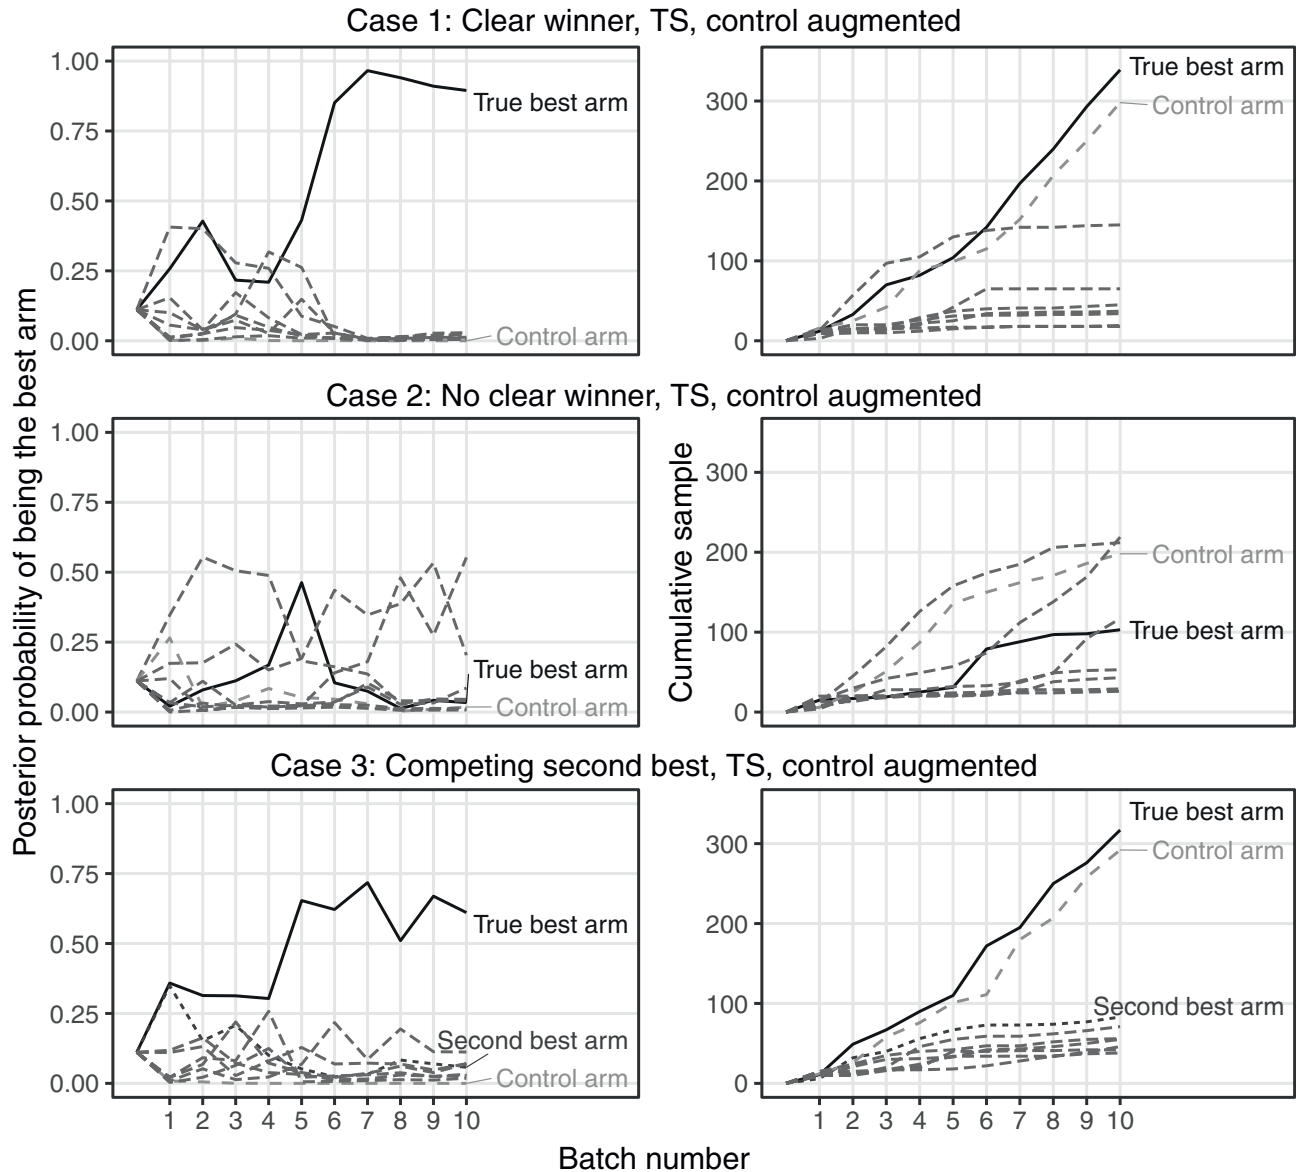 Case 1: Clear winner, TS, control augmented
1.00
0.75
0.50
0.25
0.00
True best arm
Control arm
300
200
100
0
True best arm
Control arm
Case 2: No clear winner, TS, control augmented
1.00
0.75
0.50
0.25
0.00
True best arm
Control arm
300
200
100
0
Control arm
True best arm
Case 3: Competing second best, TS, control augmented
1.00
0.75
0.50
0.25
0.00
True best arm
Second best arm
Control arm
1 2 3 4 5 6 7 8 9 10
300
200
100
0
True best arm
Control arm
Second best arm
1 2 3 4 5 6 7 8 9 10
Posterior probability of being the best arm
Cumulative sample
Batch number